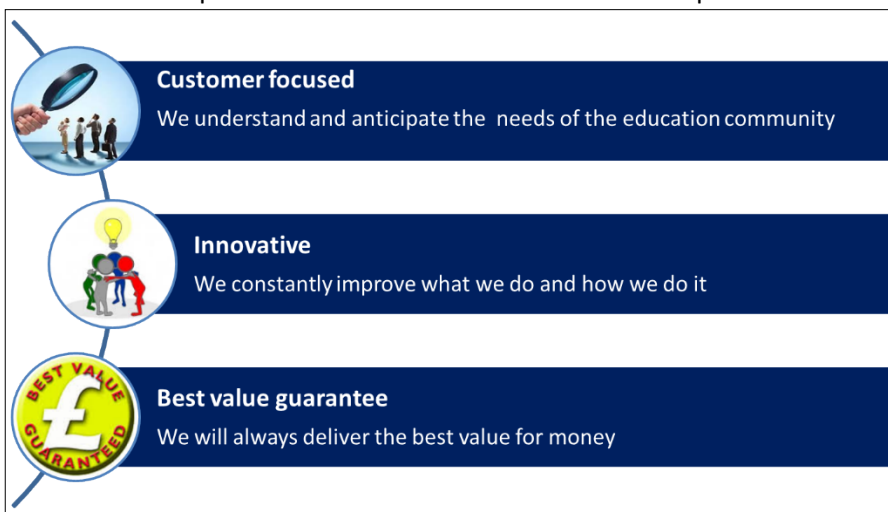 Customer focused
We understand and anticipate the needs of the education community
Innovative
We constantly improve what we do and how we do it
BEST VALUE
£
GUARANTEED
Best value guarantee
We will always deliver the best value for money